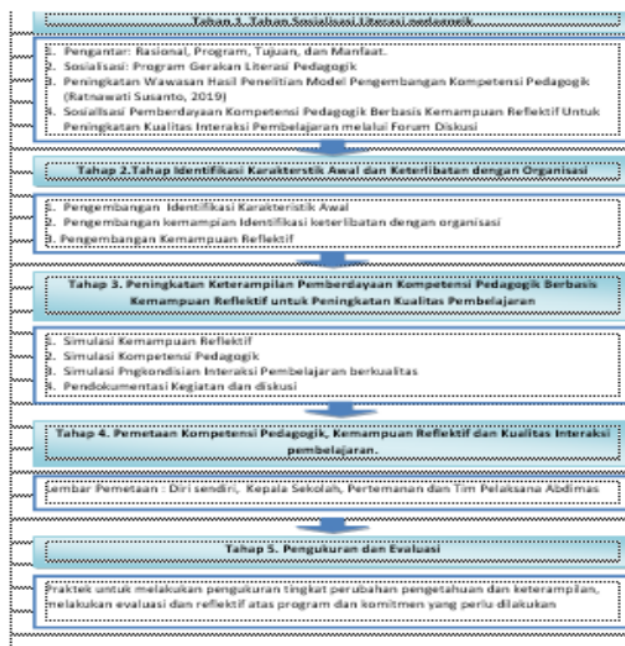 Tahap 1. Tahap Sosialisasi Literasi pedagogik
1. Pengantar: Rasional, Program, Tujuan, dan Manfaat.
2. Sosialisasi: Program Gerakan Literasi Pedagogik
3. Peningkatan Wawasan Hasil Penelitian Model Pengembangan Kompetensi Pedagogik
(Ratnawati Susanto, 2019)
4. Sosialisasi Pemberdayaan Kompetensi Pedagogik Berbasis Kemampuan Reflektif Untuk
Peningkatan Kualitas Interaksi Pembelajaran melalui Forum Diskusi
Tahap 2.Tahap Identifikasi Karakterstik Awal dan Keterlibatan dengan Organisasi
1. Pengembangan Identifikasi Karakteristik Awal
2. Pengembangan kemampian Identifikasi keterlibatan dengan organisasi
3. Pengembangan Kemampuan Reflektif
Tahap 3. Peningkatan Keterampilan Pemberdayaan Kompetensi Pedagogik Berbasis
Kemampuan Reflektif untuk Peningkatan Kualitas Pembelajaran
1. Simulasi Kemampuan Reflektif
2. Simulasi Kompetensi Pedagogik
3. Simulasi Pngkondisian Interaksi Pembelajaran berkualitas
4. Pendokumentasi Kegiatan dan diskusi
Tahap 4. Pemetaan Kompetensi Pedagogik, Kemampuan Reflektif dan Kualitas Interaksi
pembelajaran.
Lembar Pemetaan : Diri sendiri, Kepala Sekolah, Pertemanan dan Tim Pelaksana Abdimas
Tahap 5. Pengukuran dan Evaluasi
Praktek untuk melakukan pengukuran tingkat perubahan pengetahuan dan keterampilan,
melakukan evaluasi dan reflektif atas program dan komitmen yang perlu dilakukan